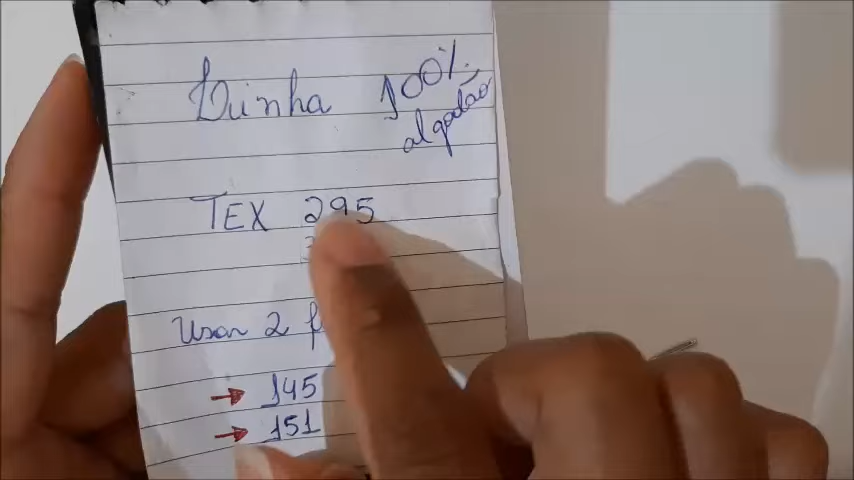 Linha 100%
algodão
TEX 295
Usar 2
→ 145
→ 151